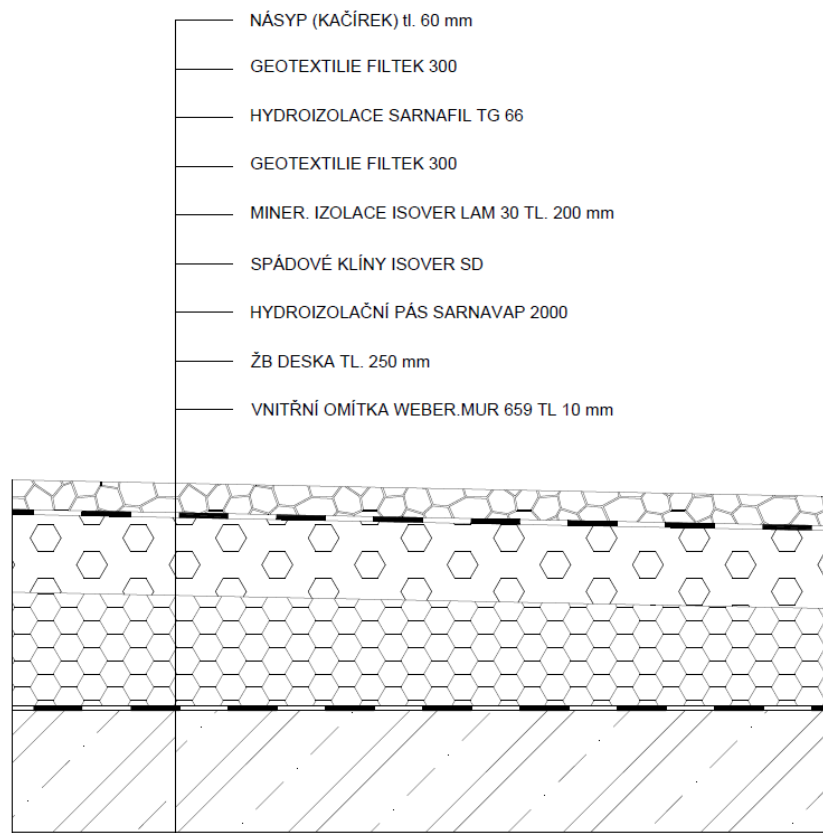 NÁSYP (KAČÍREK) tl. 60 mm
GEOTEXTILIE FILTEK 300
HYDROIZOLACE SARNAFIL TG 66
GEOTEXTILIE FILTEK 300
MINER. IZOLACE ISOVER LAM 30 TL. 200 mm
SPÁDOVÉ KLÍNY ISOVER SD
HYDROIZOLAČNÍ PÁS SARNAVAP 2000
ŽB DESKA TL. 250 mm
VNITŘNÍ OMÍTKA WEBER.MUR 659 TL 10 mm